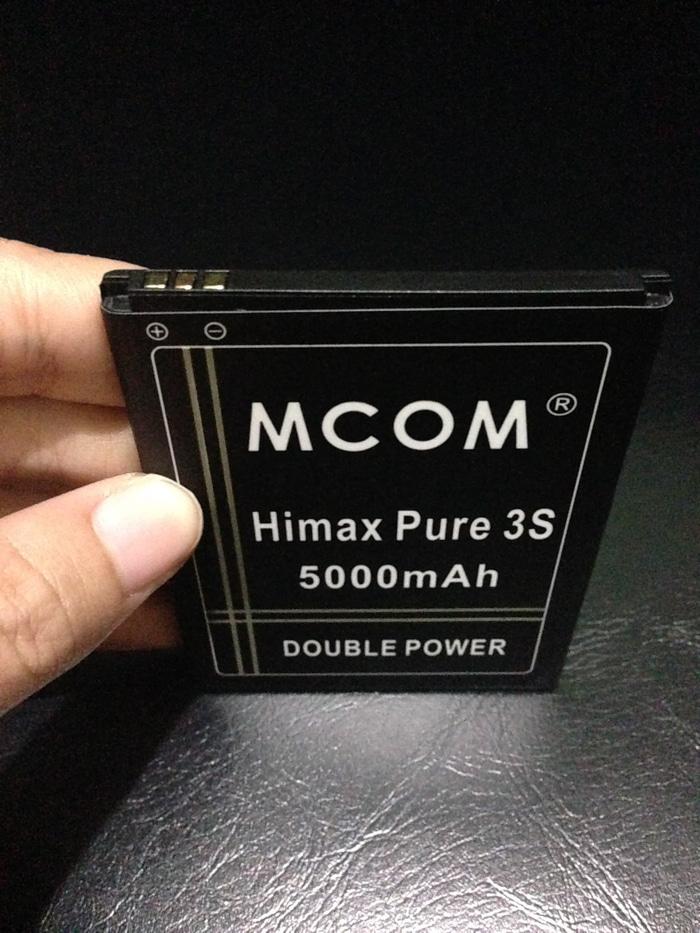 ⊕ ⊖
MCOM®
Himax Pure 3S
5000mAh
DOUBLE POWER